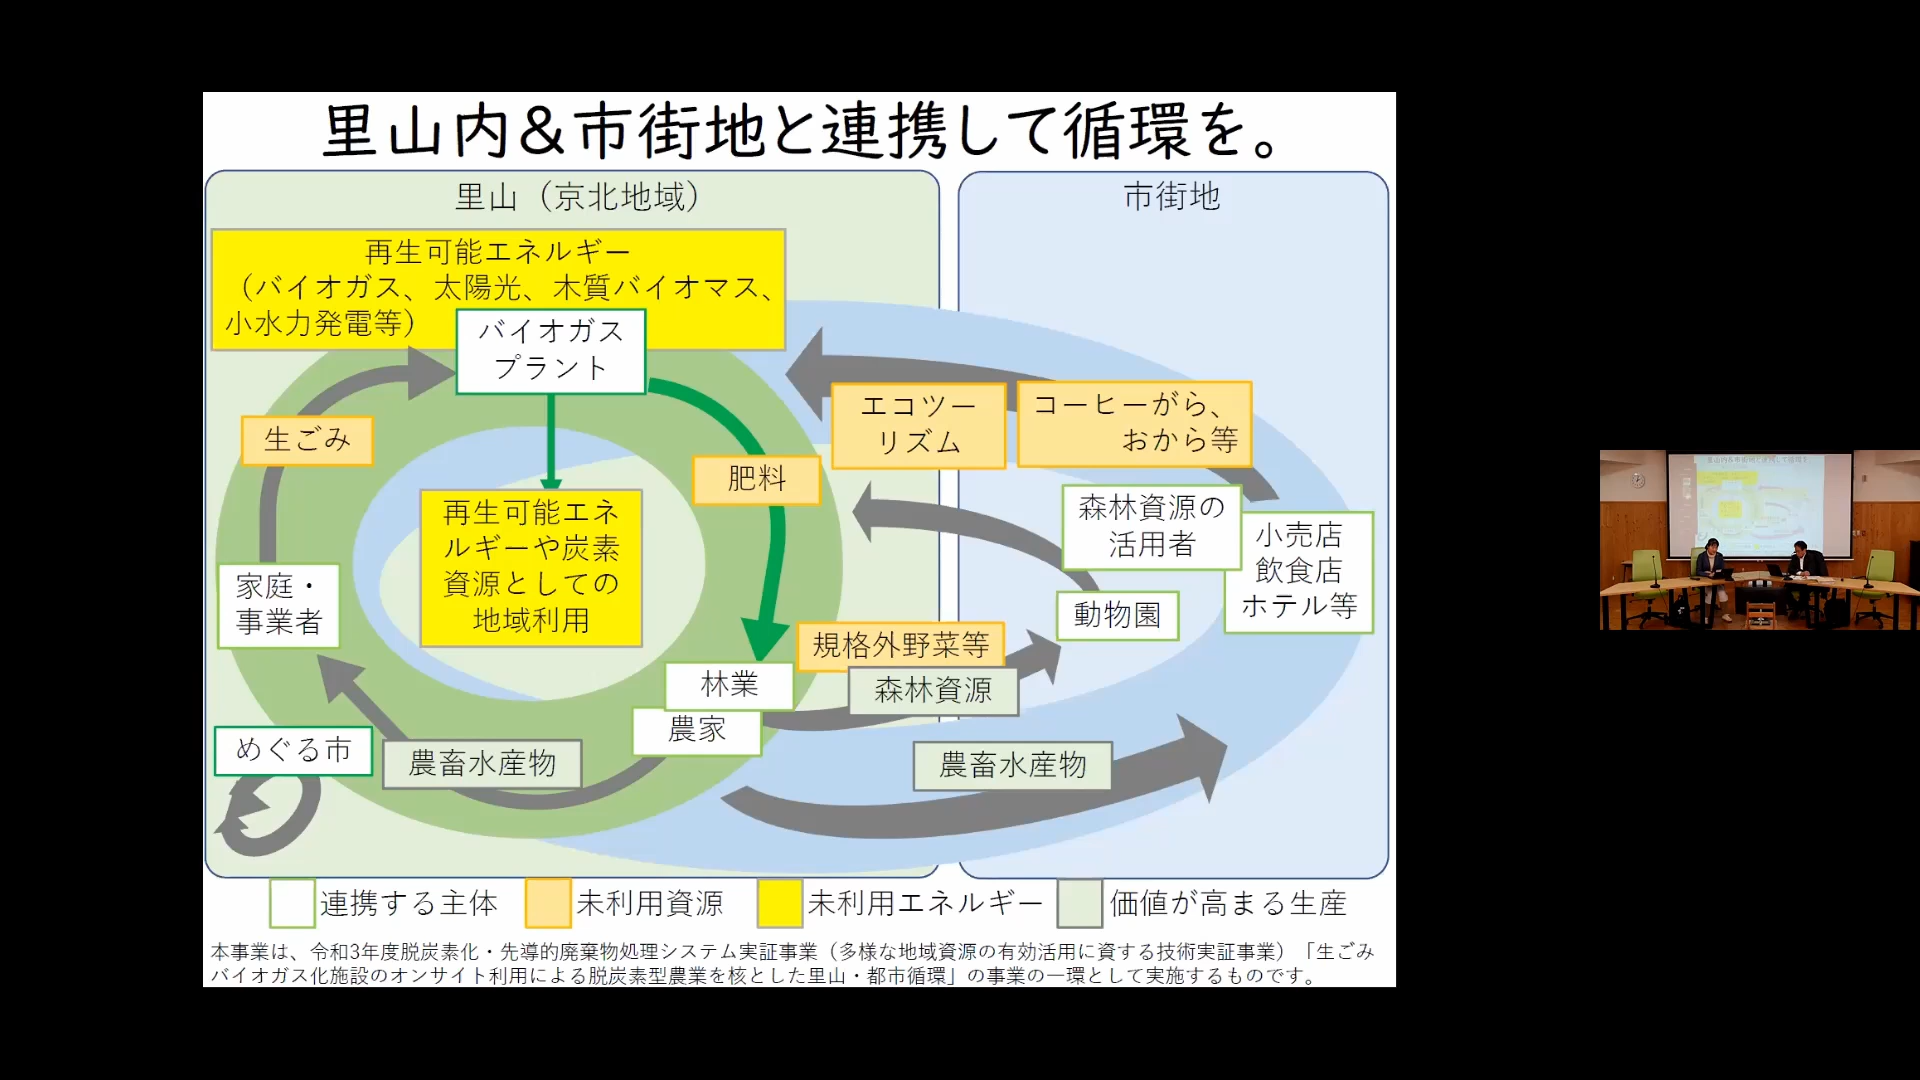 里山内＆市街地と連携して循環を。
里山（京北地域）
市街地
再生可能エネルギー
（バイオガス、太陽光、木質バイオマス、
小水力発電等）
バイオガス
プラント
生ごみ
肥料
エコツー
リズム
コーヒーがら、
おから等
再生可能エネ
ルギーや炭素
資源としての
地域利用
森林資源の
活用者
小売店
飲食店
ホテル等
家庭・
事業者
動物園
規格外野菜等
森林資源
林業
農家
めぐる市
農畜水産物
農畜水産物
連携する主体
未利用資源
未利用エネルギー
価値が高まる生産
本事業は、令和3年度脱炭素化・先導的廃棄物処理システム実証事業（多様な地域資源の有効活用に資する技術実証事業）「生ごみ
バイオガス化施設のオンサイト利用による脱炭素型農業を核とした里山・都市循環」の事業の一環として実施するものです。
里山内&市街地と連携して循環を。